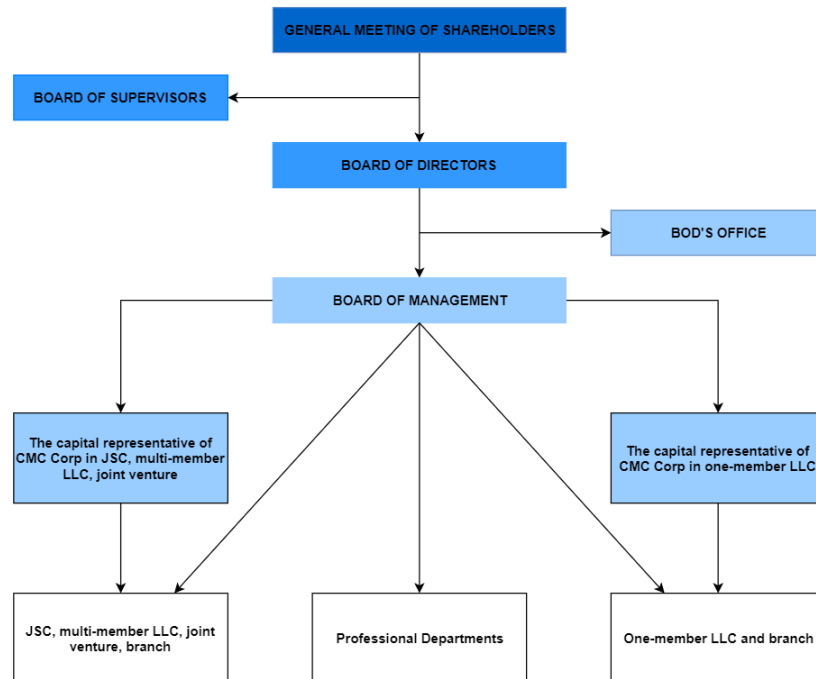 GENERAL MEETING OF SHAREHOLDERS
BOARD OF SUPERVISORS
BOARD OF DIRECTORS
BOD'S OFFICE
BOARD OF MANAGEMENT
The capital representative of
CMC Corp in JSC, multi-member
LLC, joint venture
The capital representative of
CMC Corp in one-member LLC
JSC, multi-member LLC, joint
venture, branch
Professional Departments
One-member LLC and branch